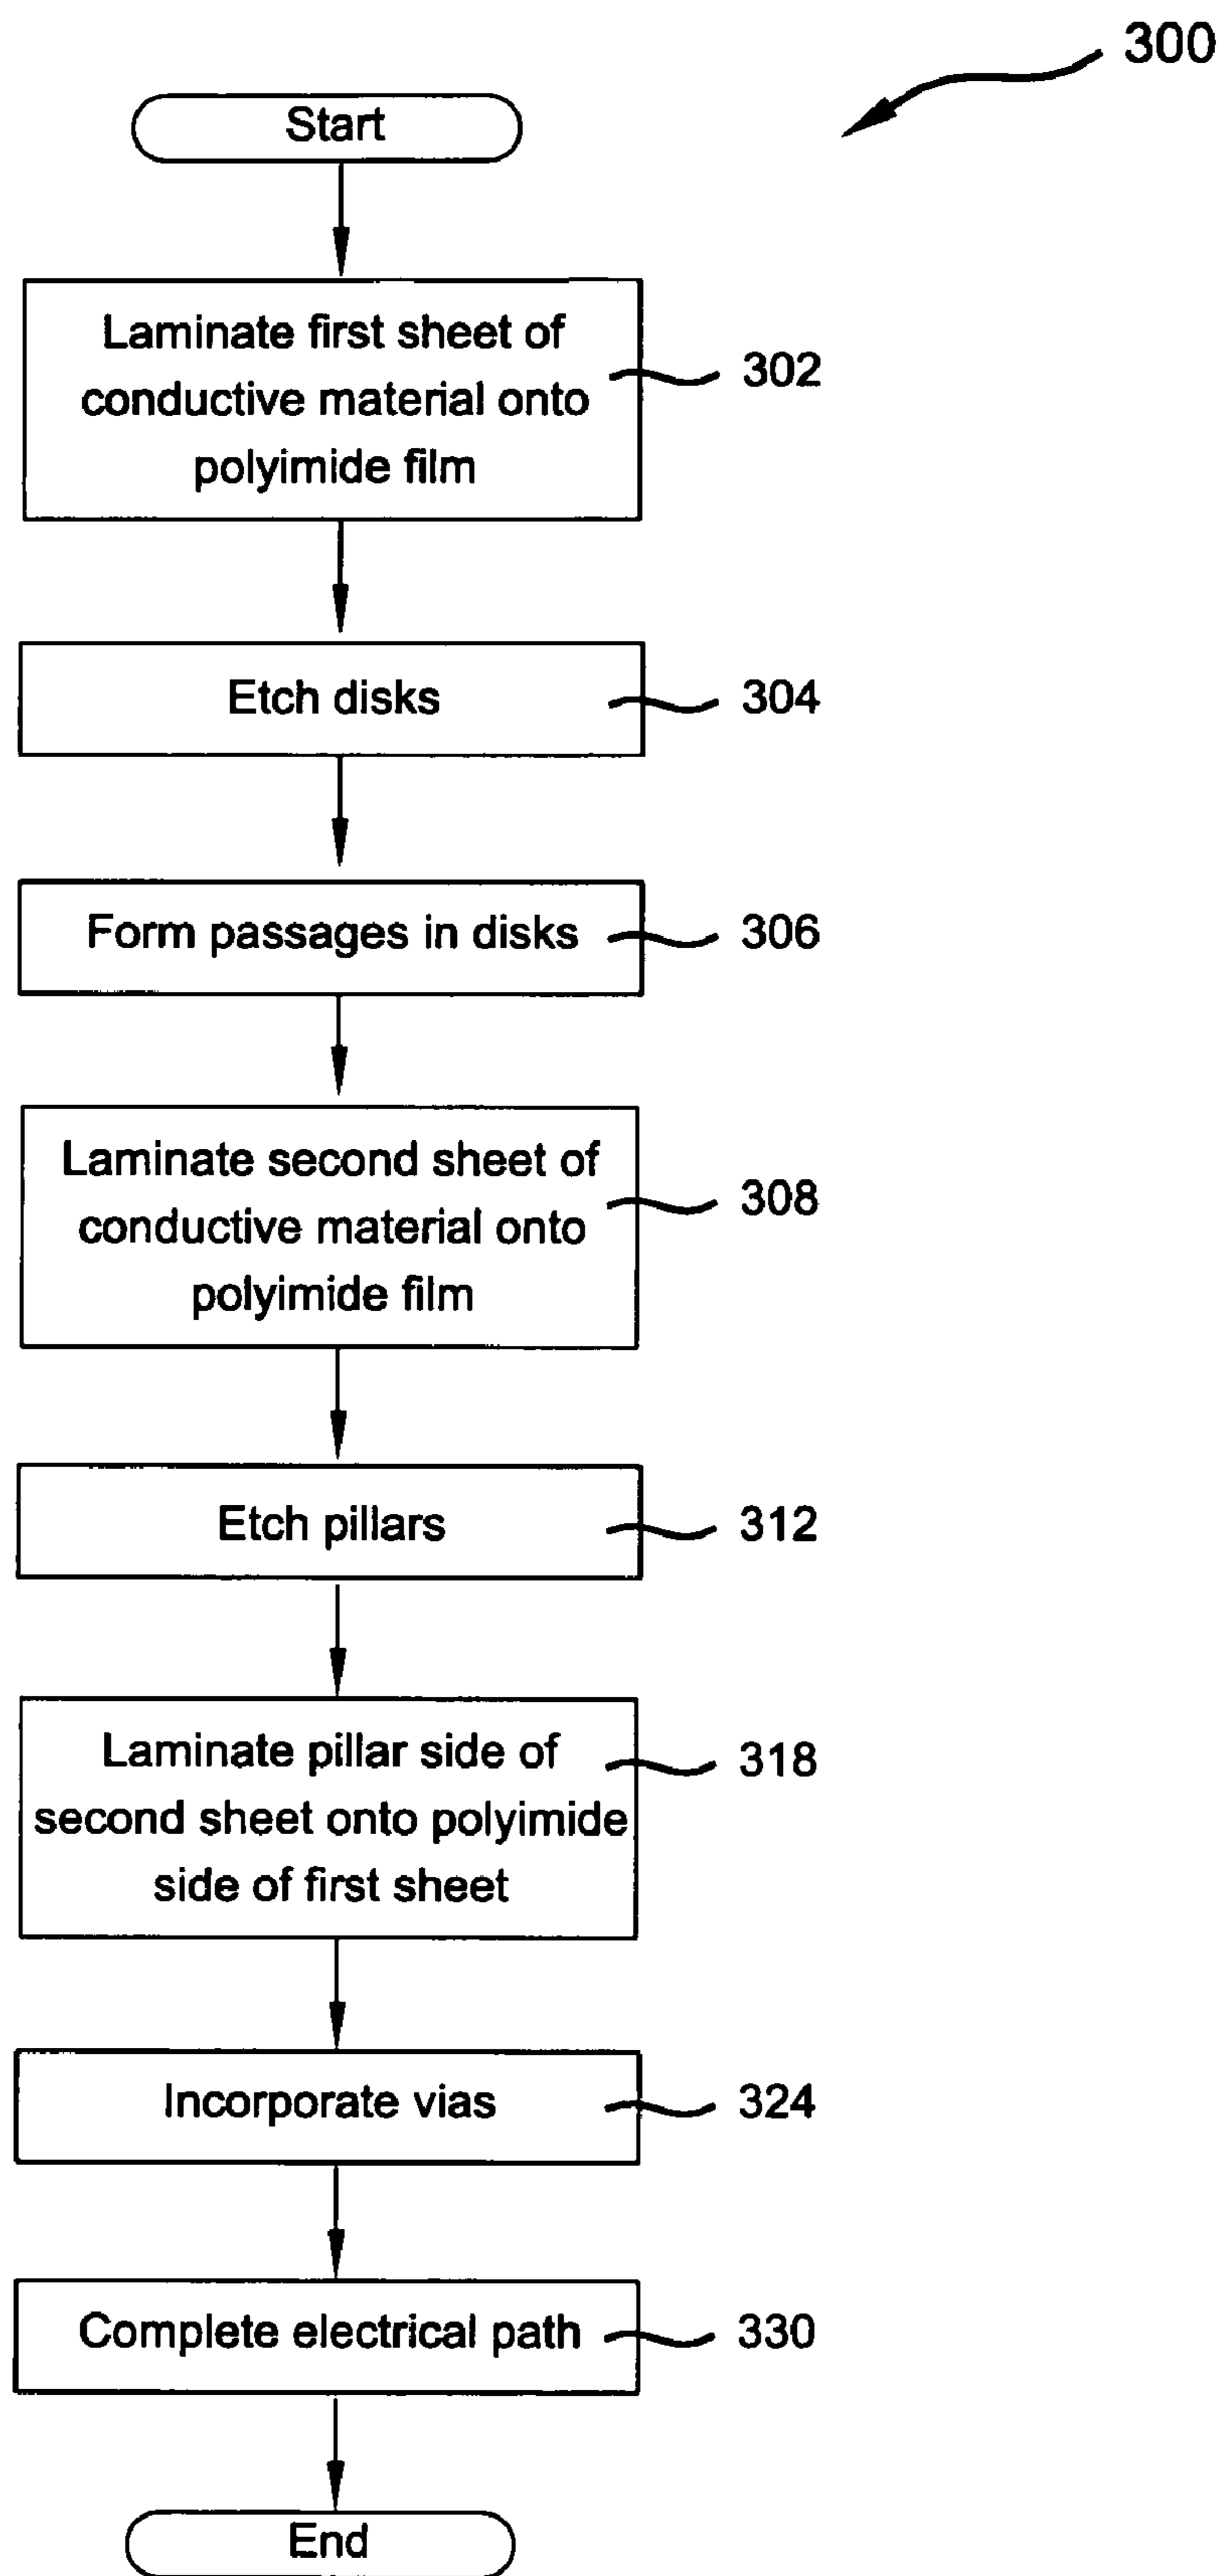 300
Start
Laminate first sheet of
conductive material onto
polyimide film
302
Etch disks
304
Form passages in disks
306
Laminate second sheet of
conductive material onto
polyimide film
308
Etch pillars
312
Laminate pillar side of
second sheet onto polyimide
side of first sheet
318
Incorporate vias
324
Complete electrical path
330
End